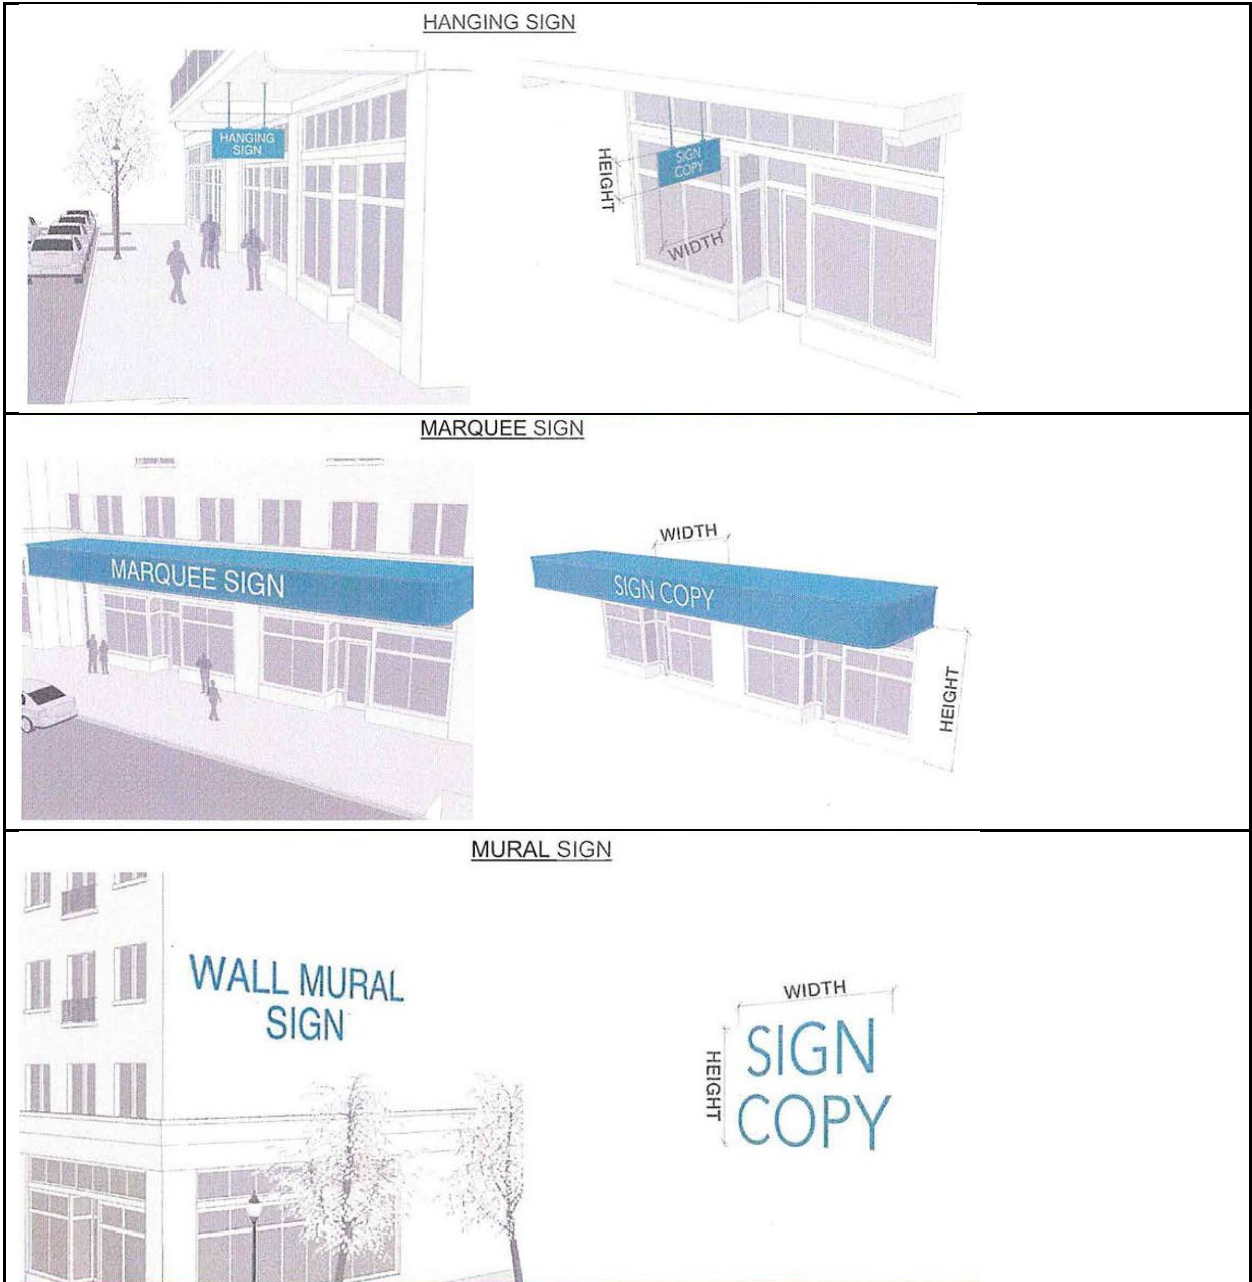 HANGING SIGN
HANGING
SIGN
SIGN
COPY
HEIGHT
WIDTH
MARQUEE SIGN
MARQUEE SIGN
WIDTH
SIGN COPY
HEIGHT
MURAL SIGN
WALL MURAL
SIGN
WIDTH
HEIGHT
SIGN
COPY